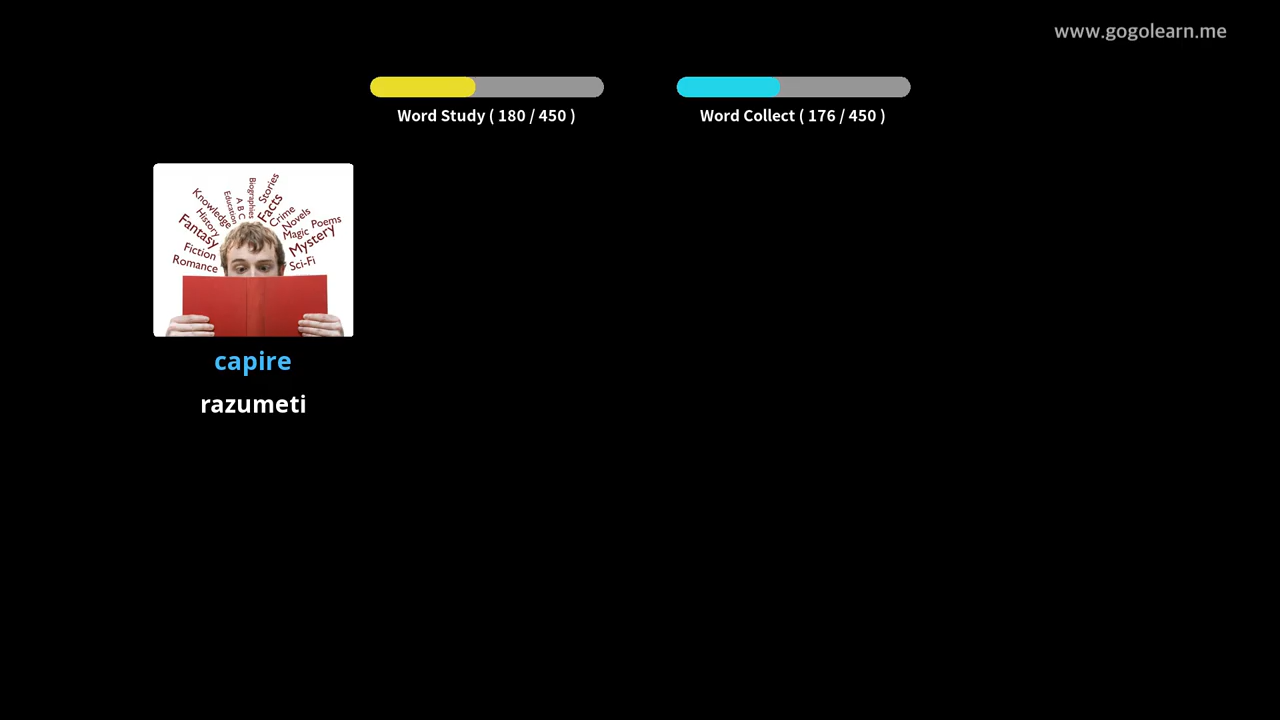 www.gogolearn.me
Word Study ( 180 / 450 )
Word Collect ( 176 / 450 )
Knowledge
History
Fantasy
Fiction
Romance
Education
A B C
Biographies
Stories
Facts
Crime
Novels
Magic
Poems
Mystery
Sci-Fi
capire
razumeti